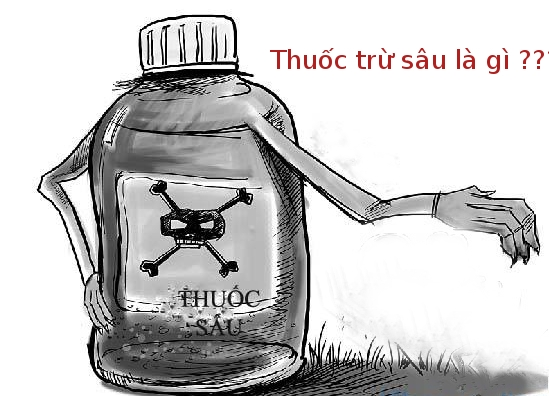 Thuốc trừ sâu là gì ???
THUỐC
SÂU